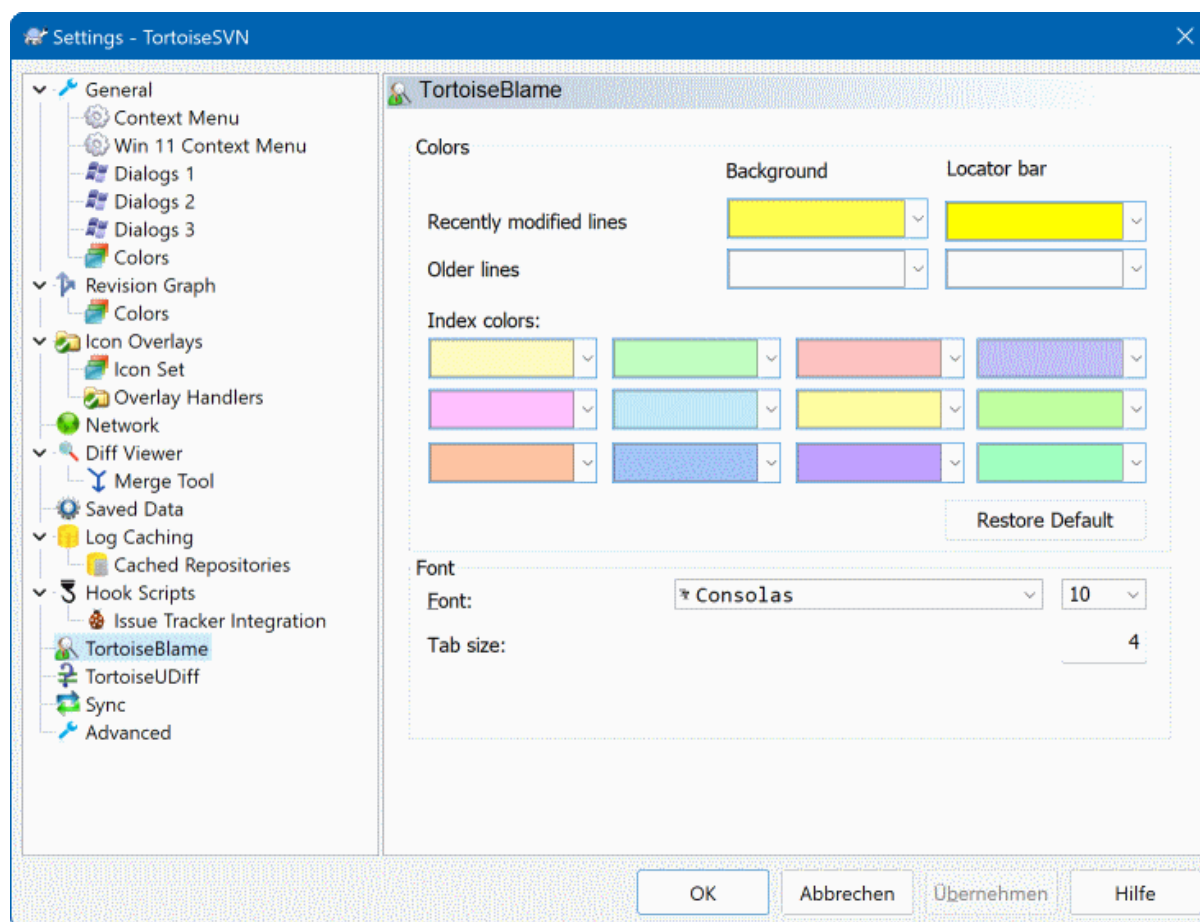 Settings - TortoiseSVN
General
Context Menu
Win 11 Context Menu
Dialogs 1
Dialogs 2
Dialogs 3
Colors
Revision Graph
Colors
Icon Overlays
Icon Set
Overlay Handlers
Network
Diff Viewer
Merge Tool
Saved Data
Log Caching
Cached Repositories
Hook Scripts
Issue Tracker Integration
TortoiseBlame
TortoiseUDiff
Sync
Advanced
TortoiseBlame
Colors
Background Locator bar
Recently modified lines
Older lines
Index colors:
Restore Default
Font
Font: Consolas 10
Tab size: 4
OK Abbrechen Übernehmen Hilfe